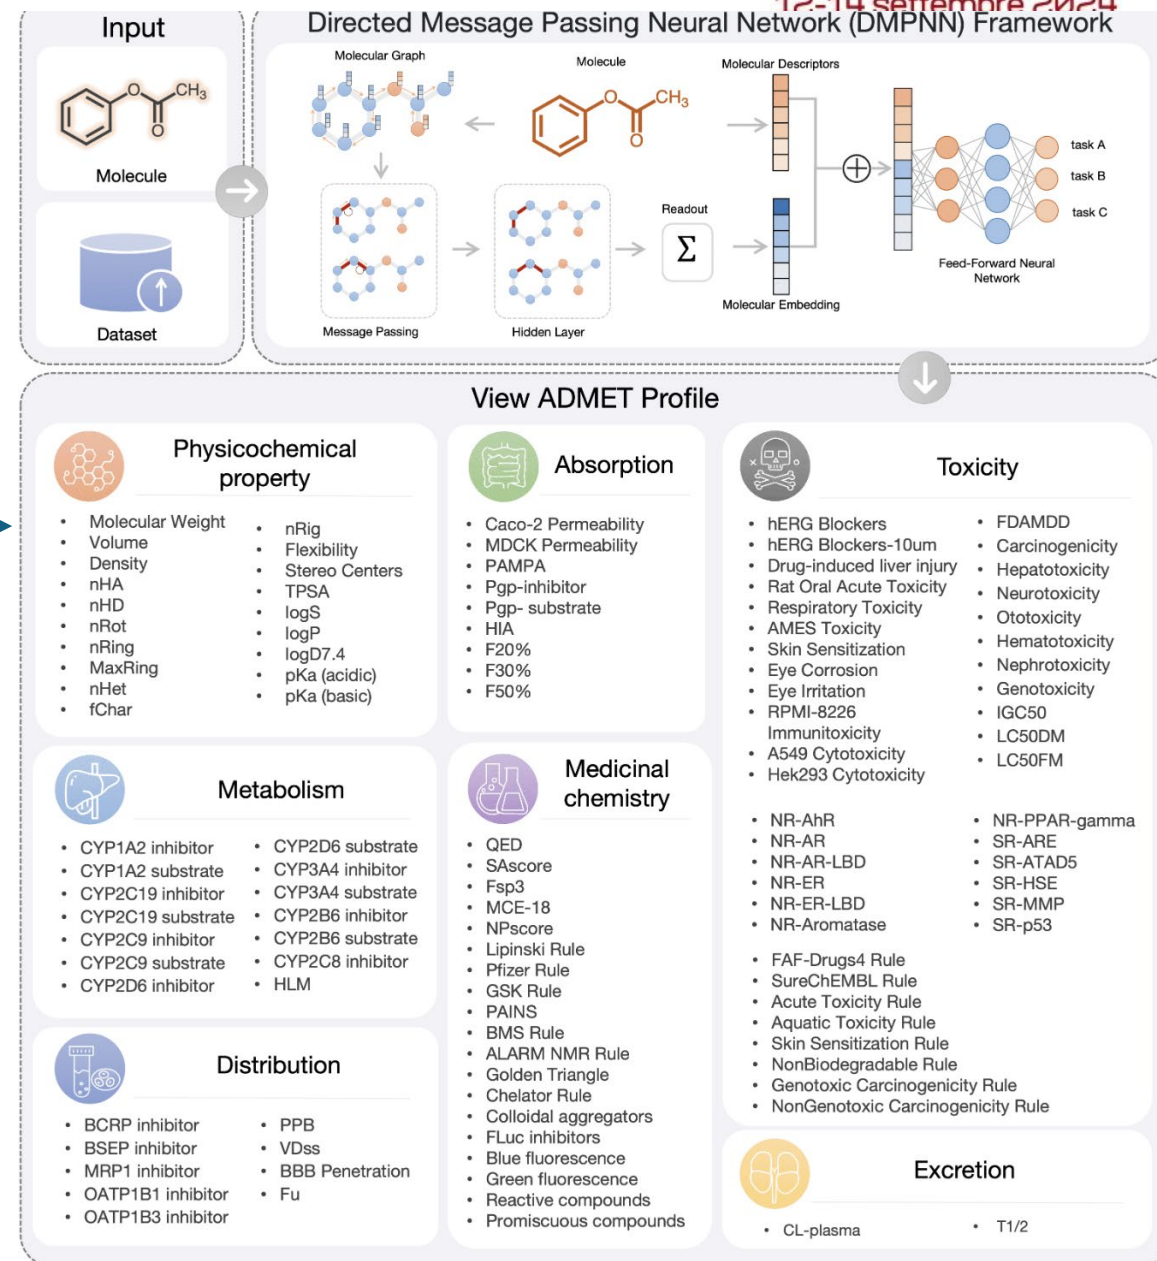 12-14 settembre 2024
Input
CH₃
O
O
Molecule
Dataset
Directed Message Passing Neural Network (DMPNN) Framework
Molecular Graph
Molecule
Molecular Descriptors
O
CH₃
O
task A
task B
task C
Readout
Σ
Feed-Forward Neural
Network
Message Passing
Hidden Layer
Molecular Embedding
View ADMET Profile
Physicochemical
property
• Molecular Weight
• Volume
• Density
• nHA
• nHD
• nRot
• nRing
• MaxRing
• nHet
• fChar
• nRig
• Flexibility
• Stereo Centers
• TPSA
• logS
• logP
• logD7.4
• pKa (acidic)
• pKa (basic)
Absorption
• Caco-2 Permeability
• MDCK Permeability
• PAMPA
• Pgp-inhibitor
• Pgp- substrate
• HIA
• F20%
• F30%
• F50%
Toxicity
• hERG Blockers
• hERG Blockers-10um
• Drug-induced liver injury
• Rat Oral Acute Toxicity
• Respiratory Toxicity
• AMES Toxicity
• Skin Sensitization
• Eye Corrosion
• Eye Irritation
• RPMI-8226
Immunitoxicity
• A549 Cytotoxicity
• Hek293 Cytotoxicity
• FDAMDD
• Carcinogenicity
• Hepatotoxicity
• Neurotoxicity
• Ototoxicity
• Hematotoxicity
• Nephrotoxicity
• Genotoxicity
• IGC50
• LC50DM
• LC50FM
• NR-AhR
• NR-AR
• NR-AR-LBD
• NR-ER
• NR-ER-LBD
• NR-Aromatase
• NR-PPAR-gamma
• SR-ARE
• SR-ATAD5
• SR-HSE
• SR-MMP
• SR-p53
• FAF-Drugs4 Rule
• SureChEMBL Rule
• Acute Toxicity Rule
• Aquatic Toxicity Rule
• Skin Sensitization Rule
• NonBiodegradable Rule
• Genotoxic Carcinogenicity Rule
• NonGenotoxic Carcinogenicity Rule
Metabolism
• CYP1A2 inhibitor
• CYP1A2 substrate
• CYP2C19 inhibitor
• CYP2C19 substrate
• CYP2C9 inhibitor
• CYP2C9 substrate
• CYP2D6 inhibitor
• CYP2D6 substrate
• CYP3A4 inhibitor
• CYP3A4 substrate
• CYP2B6 inhibitor
• CYP2B6 substrate
• CYP2C8 inhibitor
• HLM
Medicinal
chemistry
• QED
• SAscore
• Fsp3
• MCE-18
• NPscore
• Lipinski Rule
• Pfizer Rule
• GSK Rule
• PAINS
• BMS Rule
• ALARM NMR Rule
• Golden Triangle
• Chelator Rule
• Colloidal aggregators
• FLuc inhibitors
• Blue fluorescence
• Green fluorescence
• Reactive compounds
• Promiscuous compounds
Distribution
• BCRP inhibitor
• BSEP inhibitor
• MRP1 inhibitor
• OATP1B1 inhibitor
• OATP1B3 inhibitor
• PPB
• VDss
• BBB Penetration
• Fu
Excretion
• CL-plasma
• T1/2